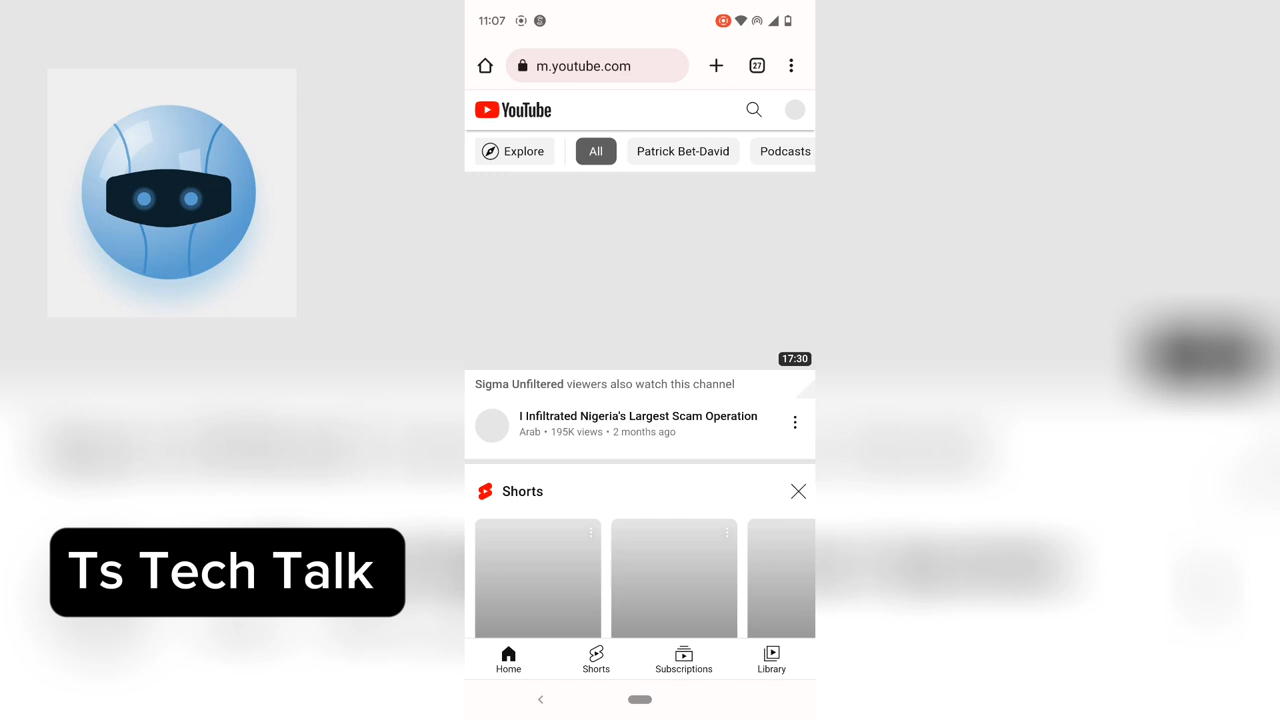 11:07
m.youtube.com
27
YouTube
Explore
All
Patrick Bet-David
Podcasts
17:30
Sigma Unfiltered viewers also watch this channel
I Infiltrated Nigeria's Largest Scam Operation
Arab • 195K views • 2 months ago
Shorts
Ts Tech Talk
Home
Shorts
Subscriptions
Library